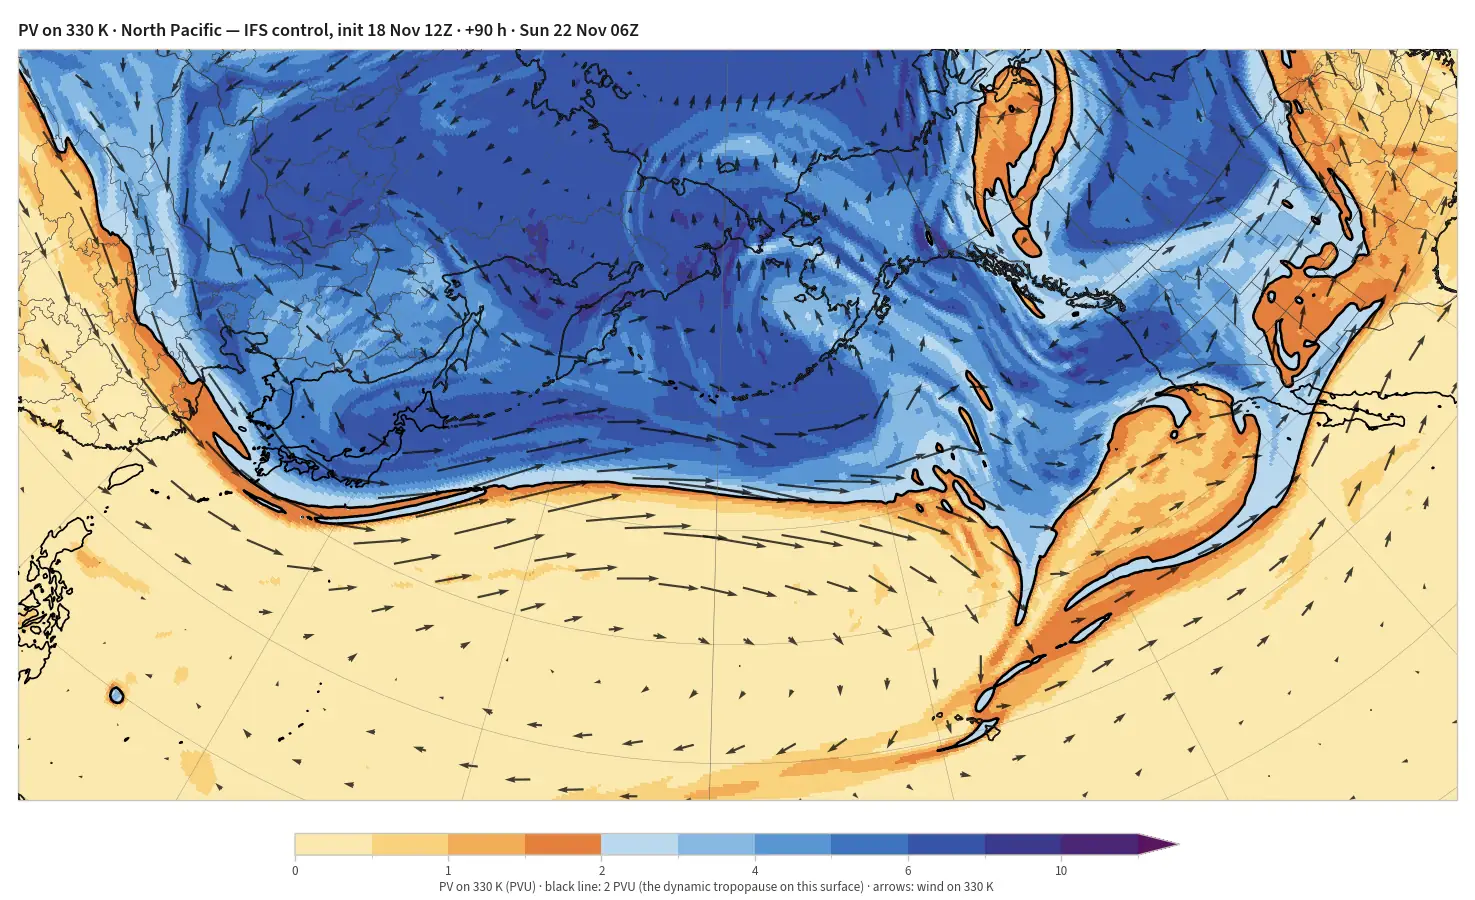 PV on 330 K · North Pacific — IFS control, init 18 Nov 12Z · +90 h · Sun 22 Nov 06Z
0 1 2 4 6 10
PV on 330 K (PVU) · black line: 2 PVU (the dynamic tropopause on this surface) · arrows: wind on 330 K